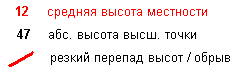 12 средняя высота местности
47 абс. высота высш. точки
резкий перепад высот / обрыв